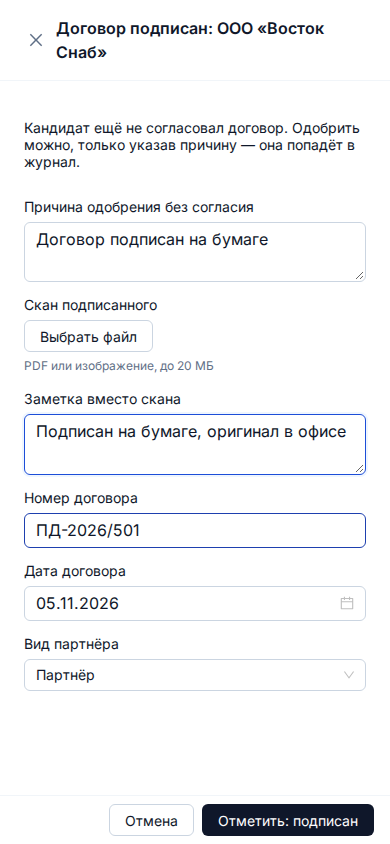 Договор подписан: ООО «Восток
Снаб»
Кандидат ещё не согласовал договор. Одобрить
можно, только указав причину — она попадёт в
журнал.
Причина одобрения без согласия
Договор подписан на бумаге
Скан подписанного
Выбрать файл
PDF или изображение, до 20 МБ
Заметка вместо скана
Подписан на бумаге, оригинал в офисе
Номер договора
ПД-2026/501
Дата договора
05.11.2026
Вид партнёра
Партнёр
Отмена
Отметить: подписан